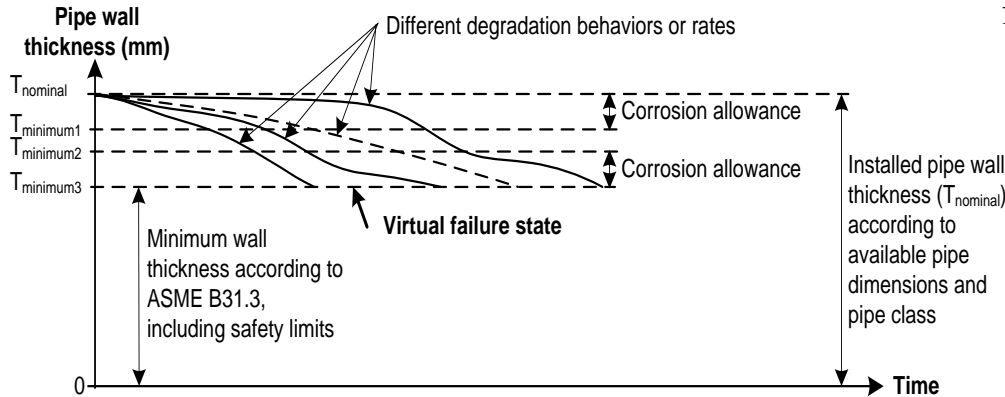 Pipe wall
thickness (mm)
Different degradation behaviors or rates
Tnominal
Corrosion allowance
Tminimum1
Tminimum2
Corrosion allowance
Tminimum3
Virtual failure state
Minimum wall
thickness according to
ASME B31.3,
including safety limits
Installed pipe wall
thickness (Tnominal)
according to
available pipe
dimensions and
pipe class
0
Time